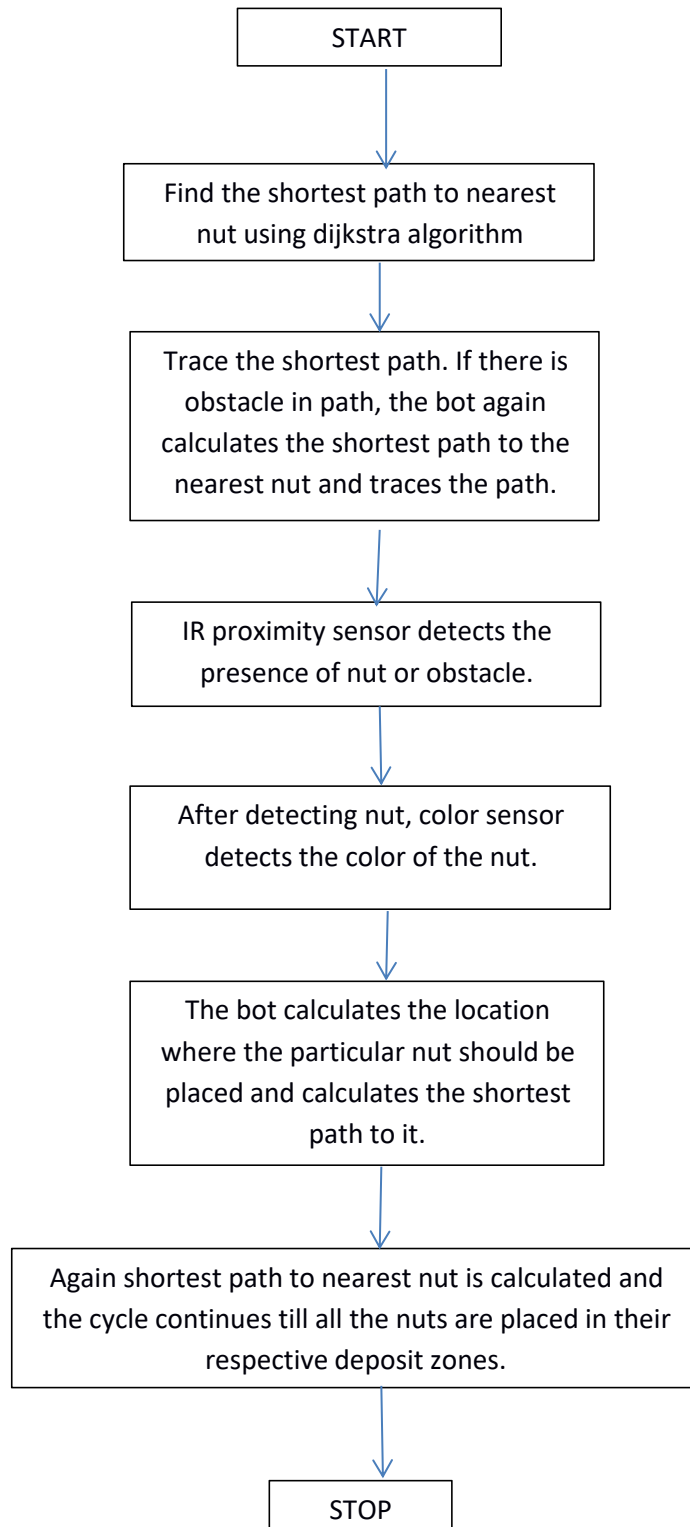 START
Find the shortest path to nearest
nut using dijkstra algorithm
Trace the shortest path. If there is
obstacle in path, the bot again
calculates the shortest path to the
nearest nut and traces the path.
IR proximity sensor detects the
presence of nut or obstacle.
After detecting nut, color sensor
detects the color of the nut.
The bot calculates the location
where the particular nut should be
placed and calculates the shortest
path to it.
Again shortest path to nearest nut is calculated and
the cycle continues till all the nuts are placed in their
respective deposit zones.
STOP